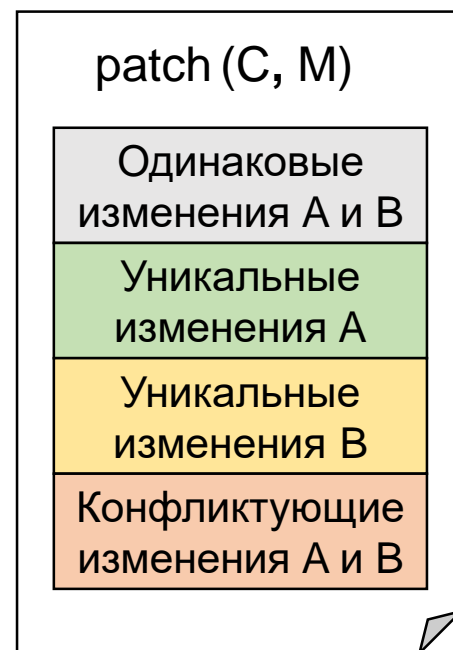 patch (C, M)
Одинаковые
изменения А и В
Уникальные
изменения А
Уникальные
изменения В
Конфликтующие
изменения А и В